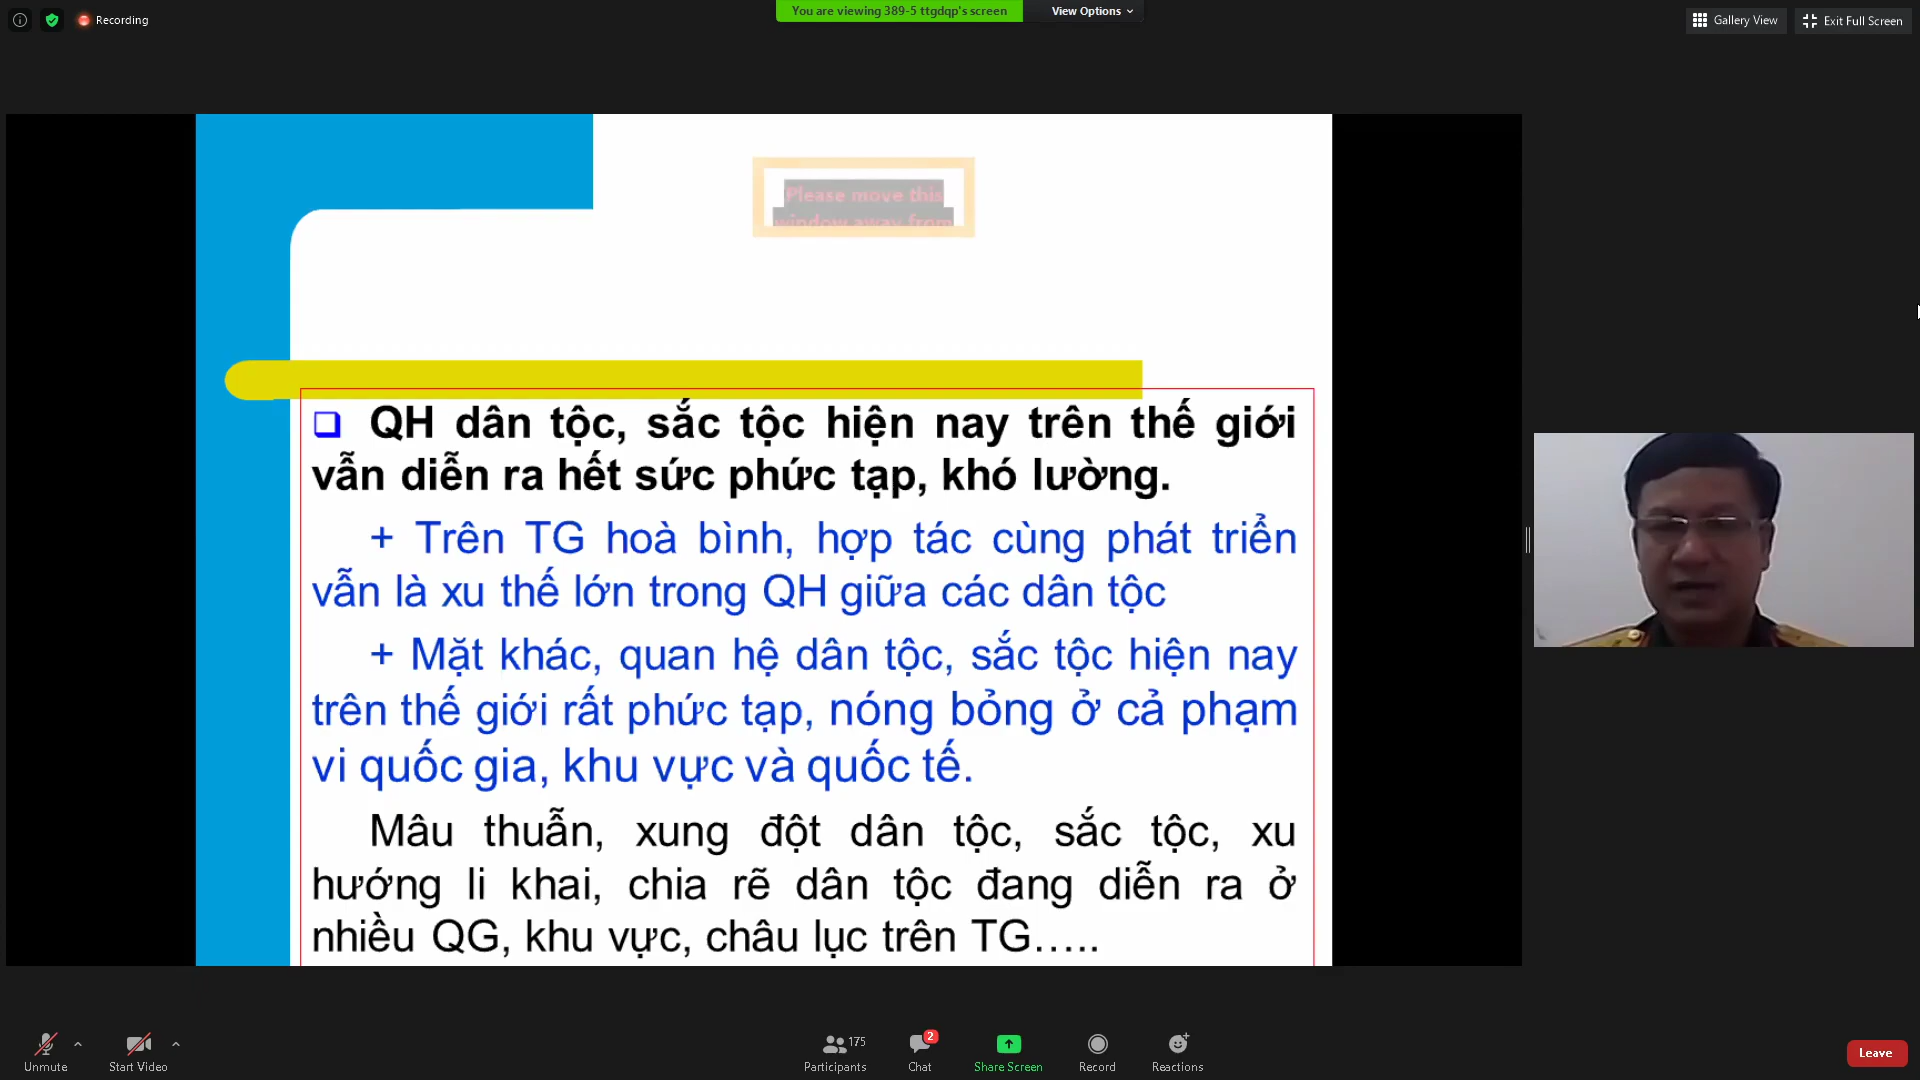 Recording
You are viewing 389-5 ttgdqp's screen
View Options
Gallery View
Exit Full Screen
Please move this
window away from
QH dân tộc, sắc tộc hiện nay trên thế giới
vẫn diễn ra hết sức phức tạp, khó lường.
+ Trên TG hoà bình, hợp tác cùng phát triển
vẫn là xu thế lớn trong QH giữa các dân tộc
+ Mặt khác, quan hệ dân tộc, sắc tộc hiện nay
trên thế giới rất phức tạp, nóng bỏng ở cả phạm
vi quốc gia, khu vực và quốc tế.
Mâu thuẫn, xung đột dân tộc, sắc tộc, xu
hướng li khai, chia rẽ dân tộc đang diễn ra ở
nhiều QG, khu vực, châu lục trên TG…..
Unmute
Start Video
175
Participants
2
Chat
Share Screen
Record
Reactions
Leave